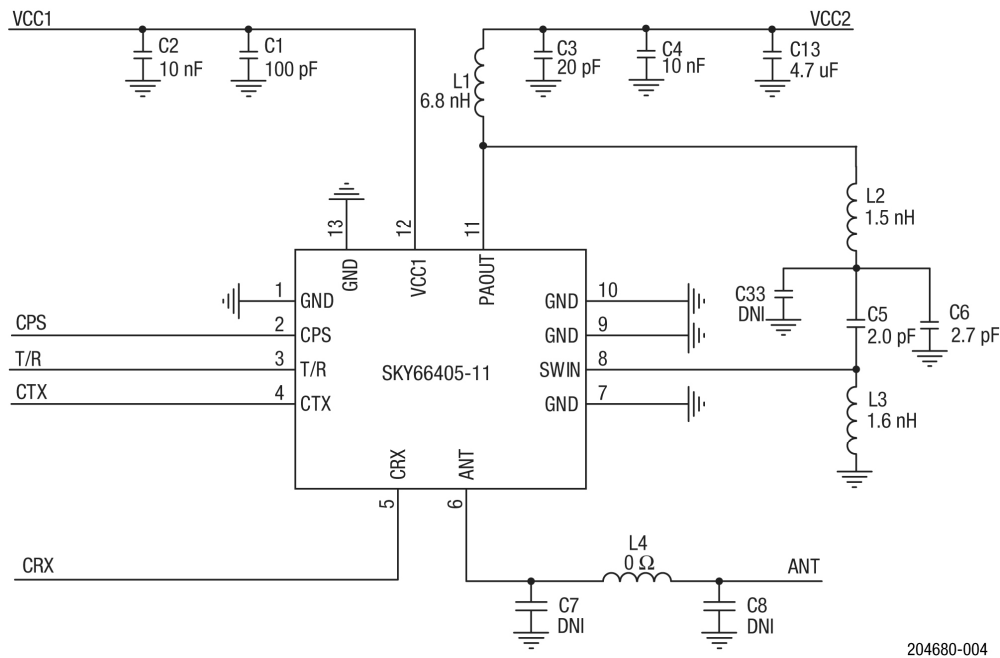 VCC1
VCC2
C2
10 nF
C1
100 pF
C3
20 pF
C4
10 nF
C13
4.7 uF
L1
6.8 nH
L2
1.5 nH
13
12
11
GND
VCC1
PAOUT
1
GND
10
GND
C33
DNI
C5
2.0 pF
C6
2.7 pF
CPS
2
CPS
9
GND
T/R
3
T/R
SKY66405-11
8
SWIN
CTX
4
CTX
7
GND
L3
1.6 nH
CRX
ANT
5
6
L4
0 Ω
CRX
ANT
C7
DNI
C8
DNI
204680-004